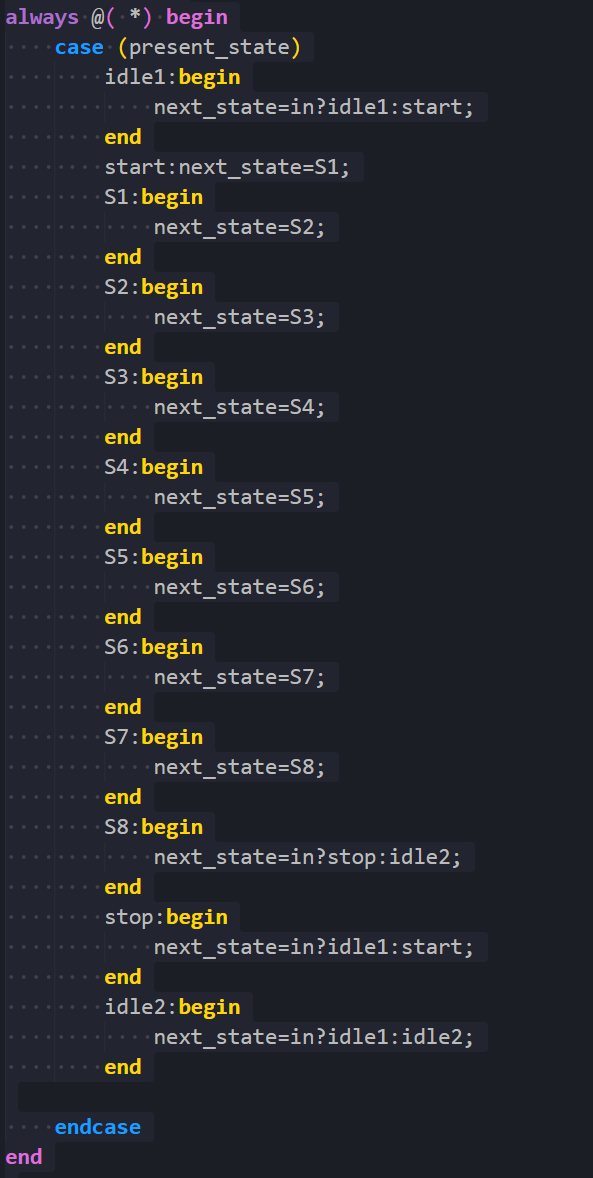 always @( *) begin
    case (present_state)
        idle1:begin
            next_state=in?idle1:start;
        end
        start:next_state=S1;
        S1:begin
            next_state=S2;
        end
        S2:begin
            next_state=S3;
        end
        S3:begin
            next_state=S4;
        end
        S4:begin
            next_state=S5;
        end
        S5:begin
            next_state=S6;
        end
        S6:begin
            next_state=S7;
        end
        S7:begin
            next_state=S8;
        end
        S8:begin
            next_state=in?stop:idle2;
        end
        stop:begin
            next_state=in?idle1:start;
        end
        idle2:begin
            next_state=in?idle1:idle2;
        end

    endcase
end